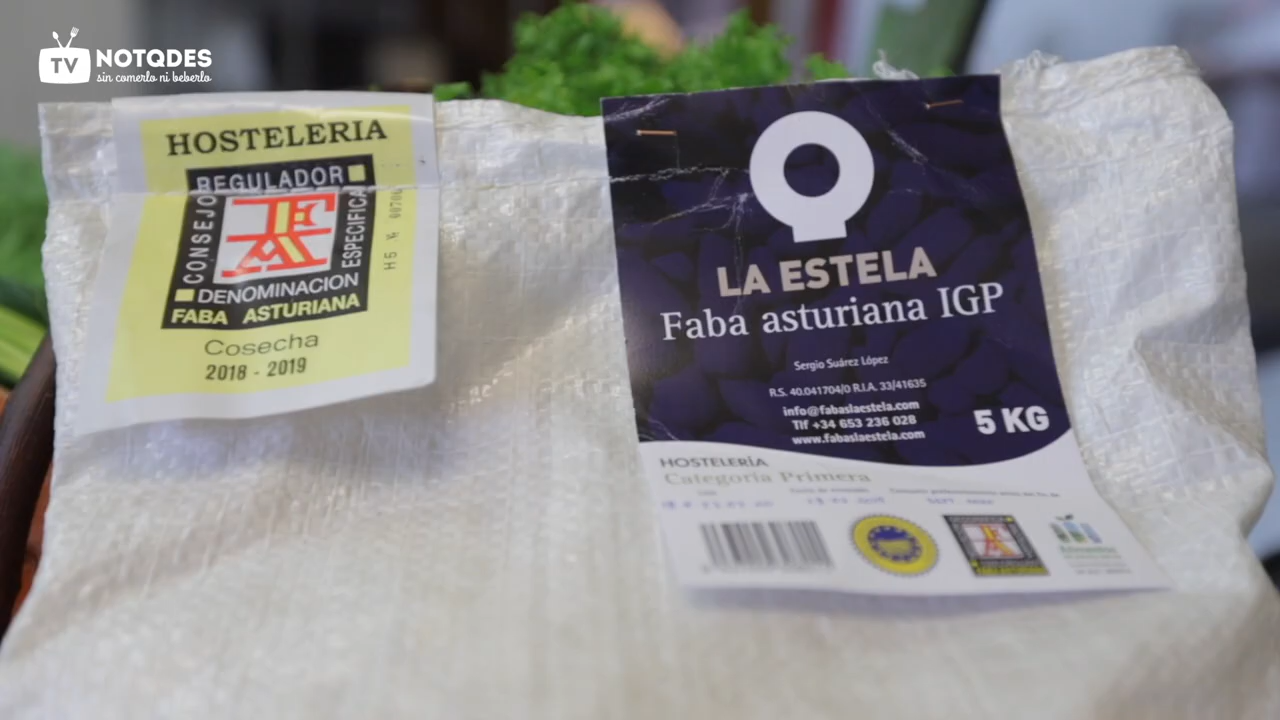 TV NOTQDES
sin comerlo ni beberlo
HOSTELERIA
CONSEJO REGULADOR
DENOMINACION ESPECIFICA
FABA ASTURIANA
Cosecha
2018 - 2019
LA ESTELA
Faba asturiana IGP
Sergio Suárez López
R.S. 40.041704/0 R.I.A. 33/41635
info@fabaslaestela.com
Tlf +34 653 236 028
www.fabaslaestela.com
5 KG
HOSTELERÍA
Categoría Primera
FABA ASTURIANA